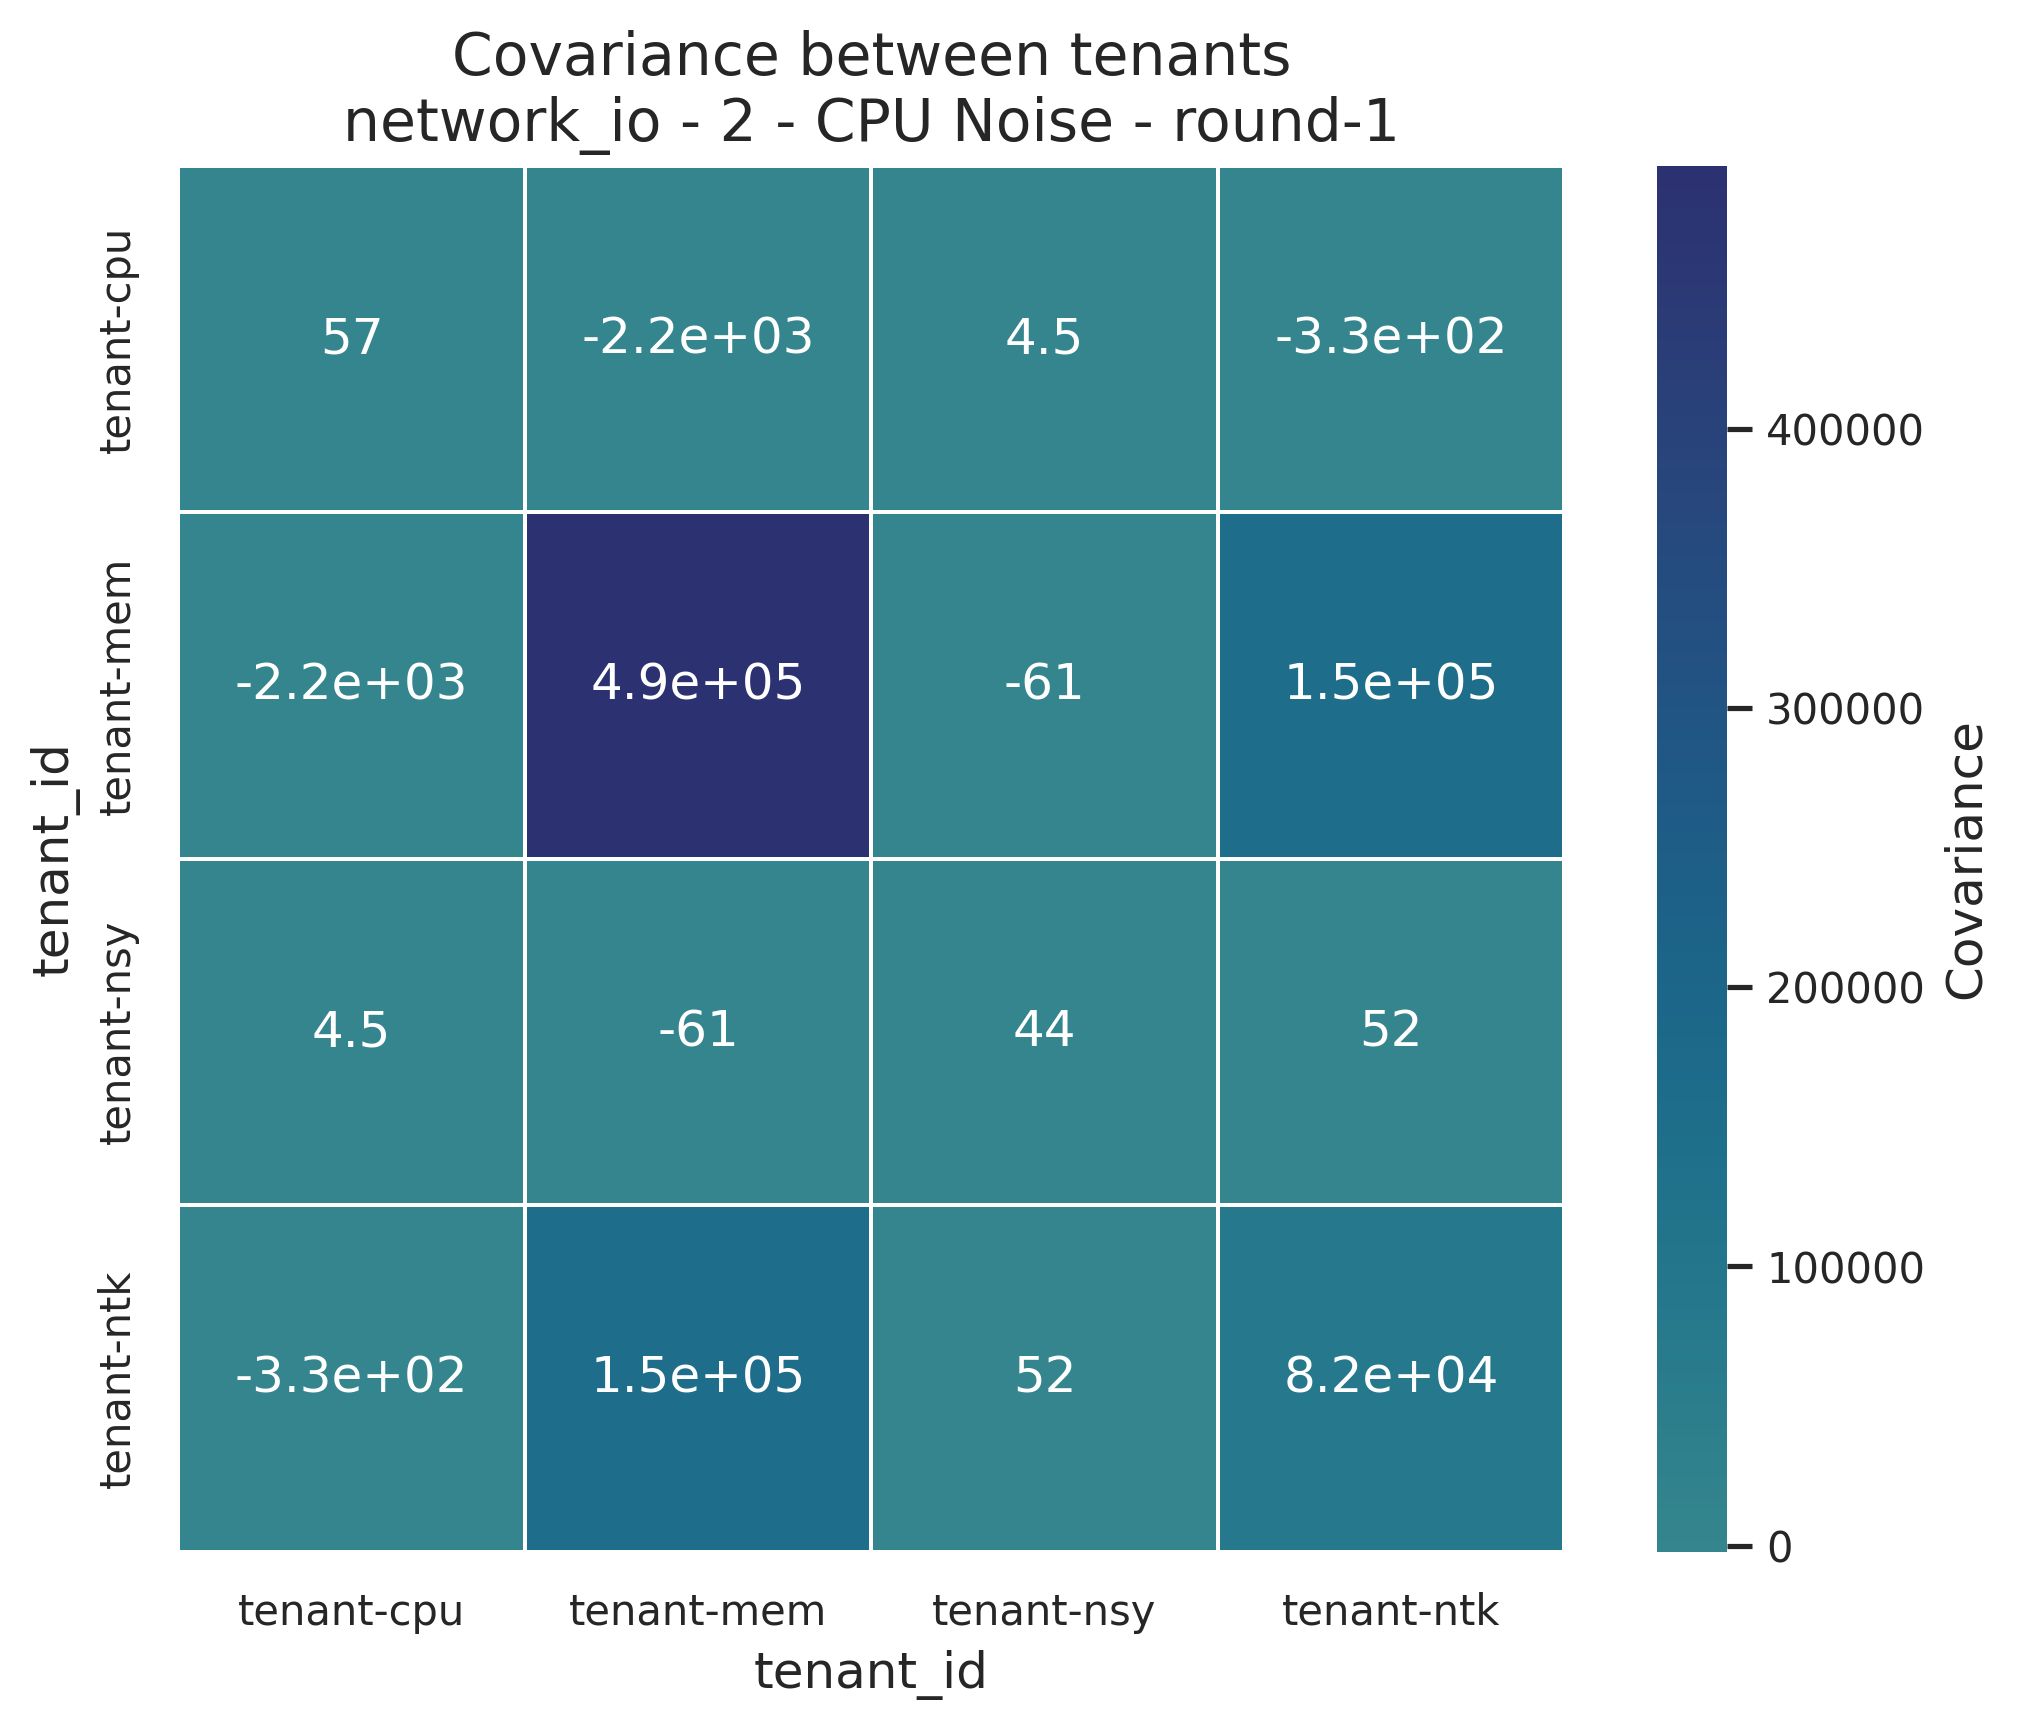 Covariance between tenants
network_io - 2 - CPU Noise - round-1
tenant_id
tenant-cpu
57
-2.2e+03
4.5
-3.3e+02
tenant-mem
-2.2e+03
4.9e+05
-61
1.5e+05
tenant-nsy
4.5
-61
44
52
tenant-ntk
-3.3e+02
1.5e+05
52
8.2e+04
tenant-cpu
tenant-mem
tenant-nsy
tenant-ntk
tenant_id
400000
300000
200000
100000
0
Covariance